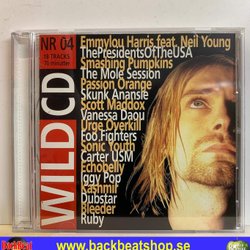 NR 04
18 TRACKS
70 minutter
WILD CD
Emmylou Harris feat. Neil Young
ThePresidentsOfTheUSA
Smashing Pumpkins
The Mole Session
Passion Orange
Skunk Anansie
Scott Maddox
Vanessa Daou
Urge Overkill
Foo Fighters
Sonic Youth
Carter USM
Echobelly
Iggy Pop
Kashmir
Dubstar
Bleeder
Ruby
www.backbeatshop.se